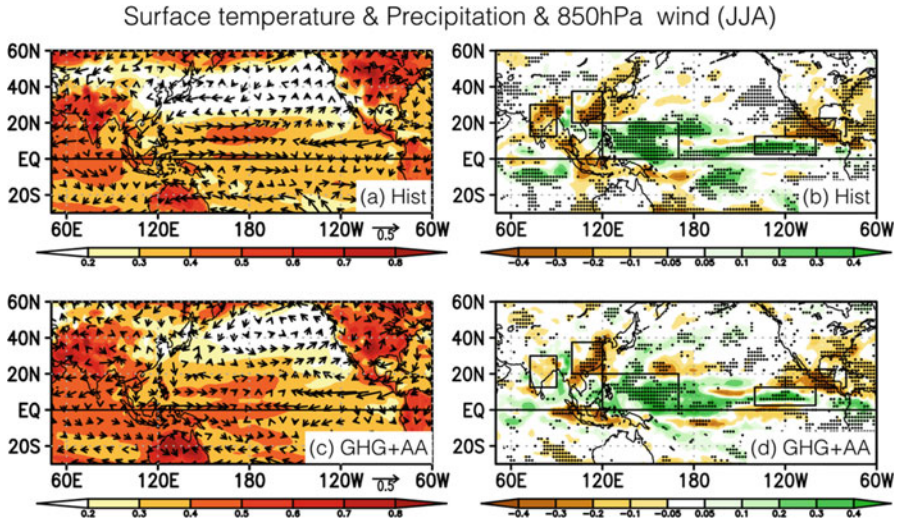 Surface temperature & Precipitation & 850hPa wind (JJA)
60N 60N
40N 40N
20N 20N
EQ EQ
20S 20S
(a) Hist (b) Hist
60E 120E 180 120W 60W 60E 120E 180 120W 60W
0.5
0.2 0.3 0.4 0.5 0.6 0.7 0.8 −0.4 −0.3 −0.2 −0.1 −0.05 0.05 0.1 0.2 0.3 0.4
60N 60N
40N 40N
20N 20N
EQ EQ
20S 20S
(c) GHG+AA (d) GHG+AA
60E 120E 180 120W 60W 60E 120E 180 120W 60W
0.5
0.2 0.3 0.4 0.5 0.6 0.7 0.8 −0.4 −0.3 −0.2 −0.1 −0.05 0.05 0.1 0.2 0.3 0.4